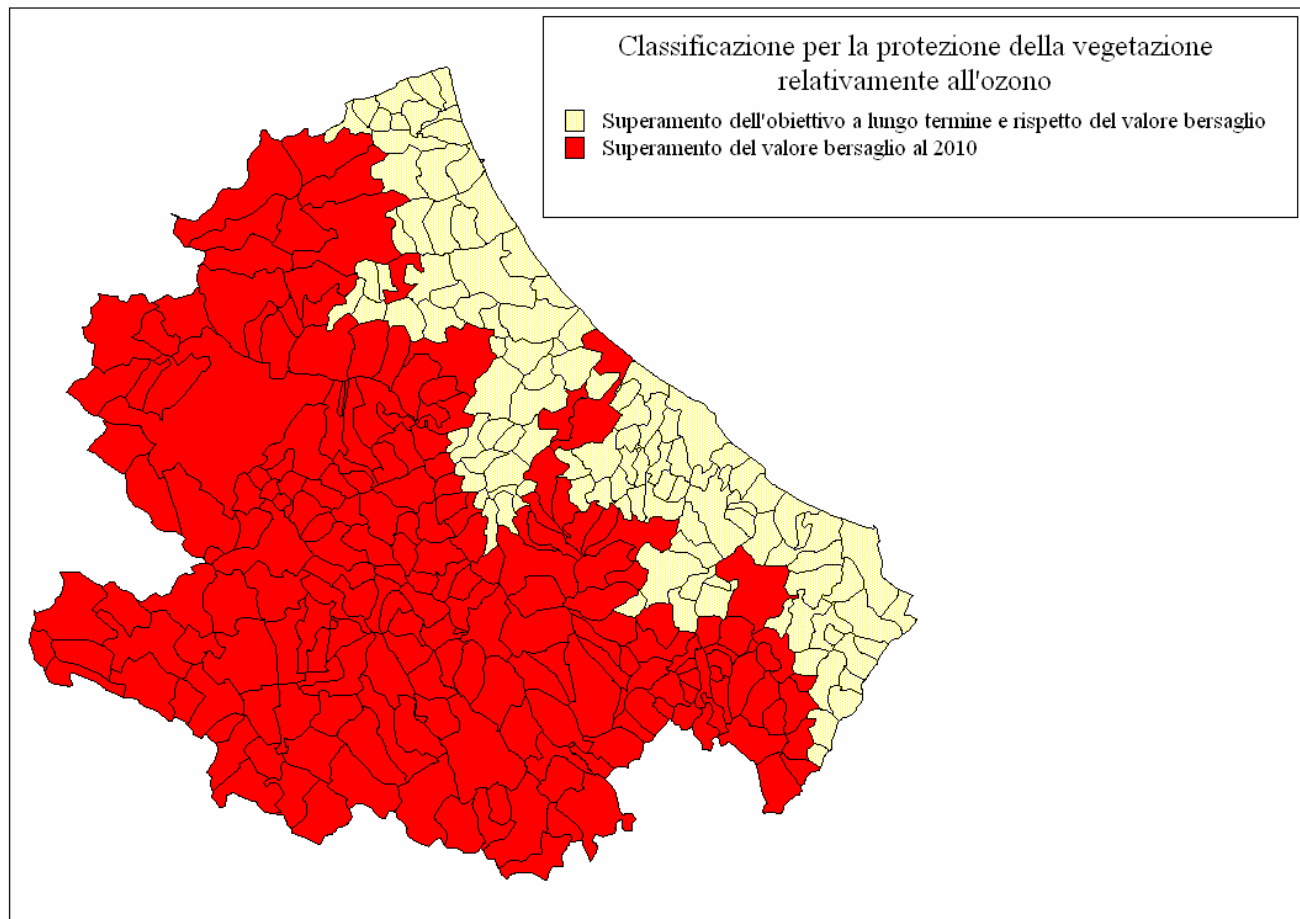 Classificazione per la protezione della vegetazione
relativamente all'ozono
Superamento dell'obiettivo a lungo termine e rispetto del valore bersaglio
Superamento del valore bersaglio al 2010